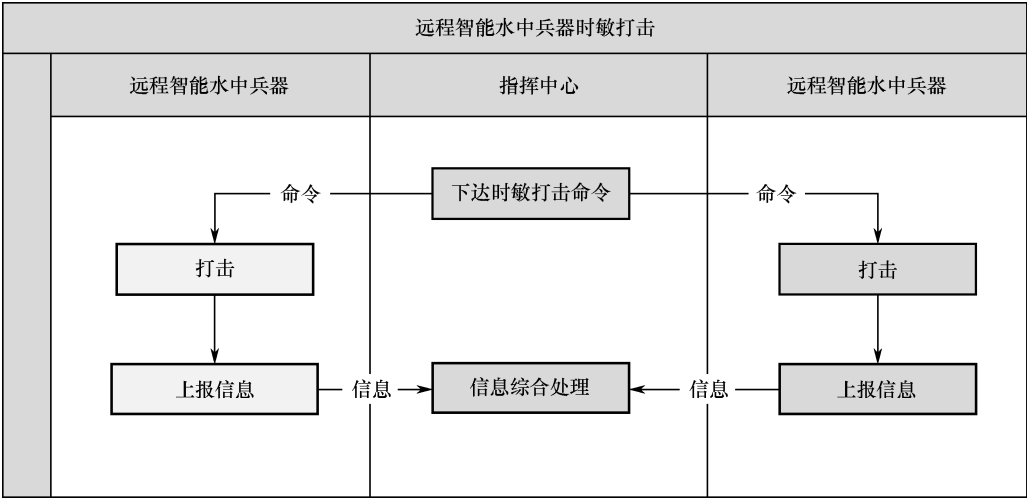 远程智能水中兵器时敏打击
远程智能水中兵器
指挥中心
远程智能水中兵器
命令
下达时敏打击命令
命令
打击
打击
上报信息
信息
信息综合处理
信息
上报信息